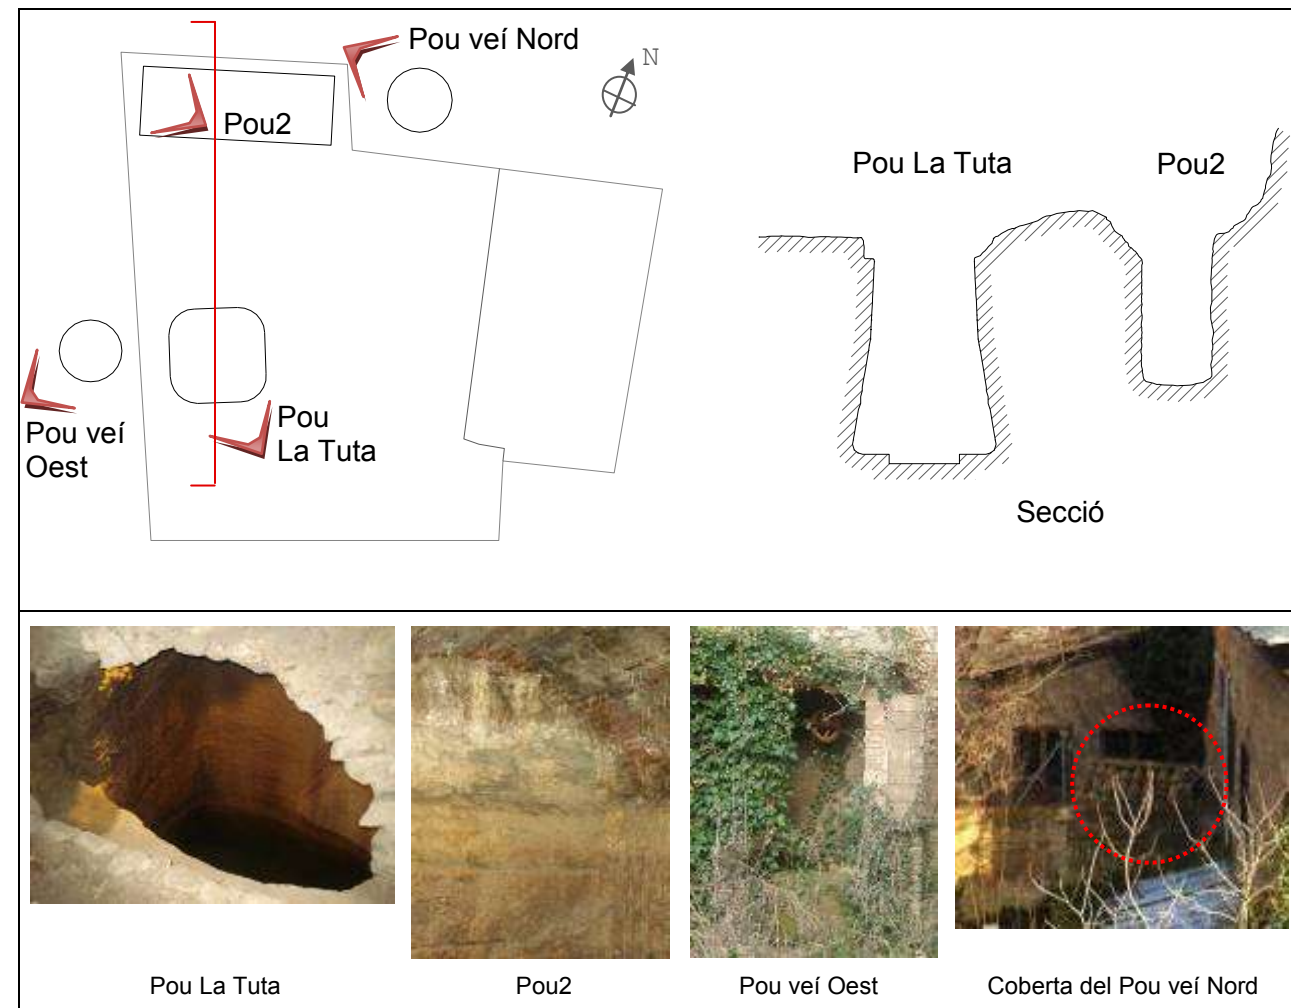 Pou veí Nord
N
Pou2
Pou veí
Oest
Pou
La Tuta
Pou La Tuta
Pou2
Secció
Pou La Tuta
Pou2
Pou veí Oest
Coberta del Pou veí Nord